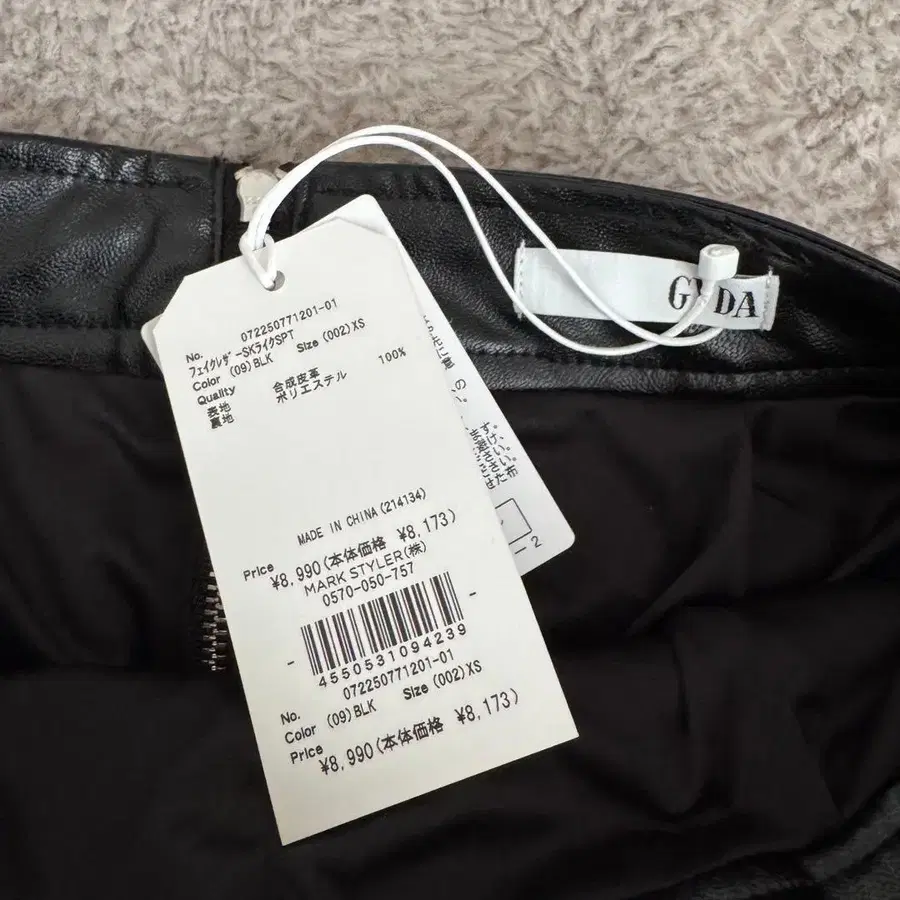 No. 072250771201-01
フェイクレザーSKライクSPT
Color (09)BLK Size (002)XS
Quality
表地 合成皮革
裏地 ポリエステル 100%
MADE IN CHINA(214134)
Price ¥8,990(本体価格 ¥8,173)
MARK STYLER(株)
0570-050-757
4550531094239
072250771201-01
No.
Color (09)BLK Size (002)XS
Price ¥8,990(本体価格 ¥8,173)
DA
2